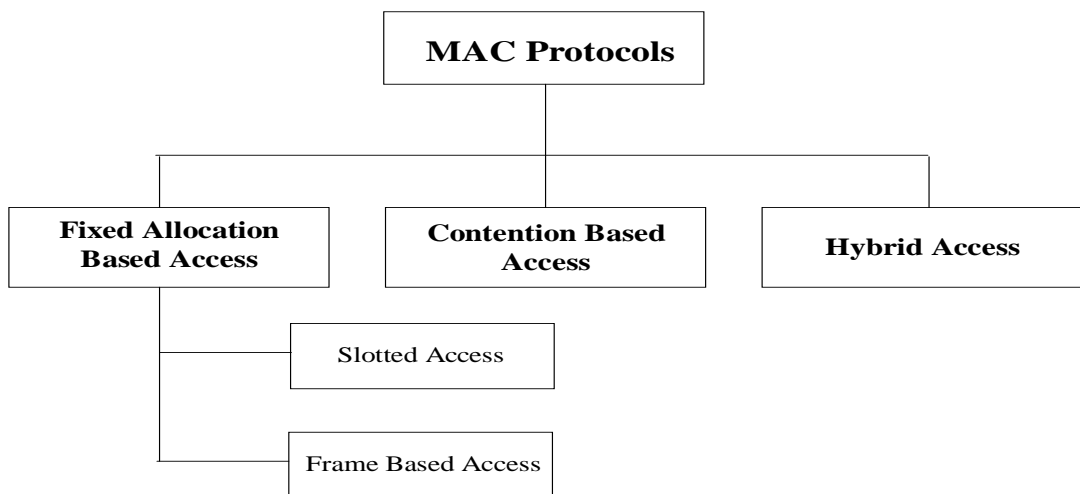 MAC Protocols
Fixed Allocation
Based Access
Contention Based
Access
Hybrid Access
Slotted Access
Frame Based Access